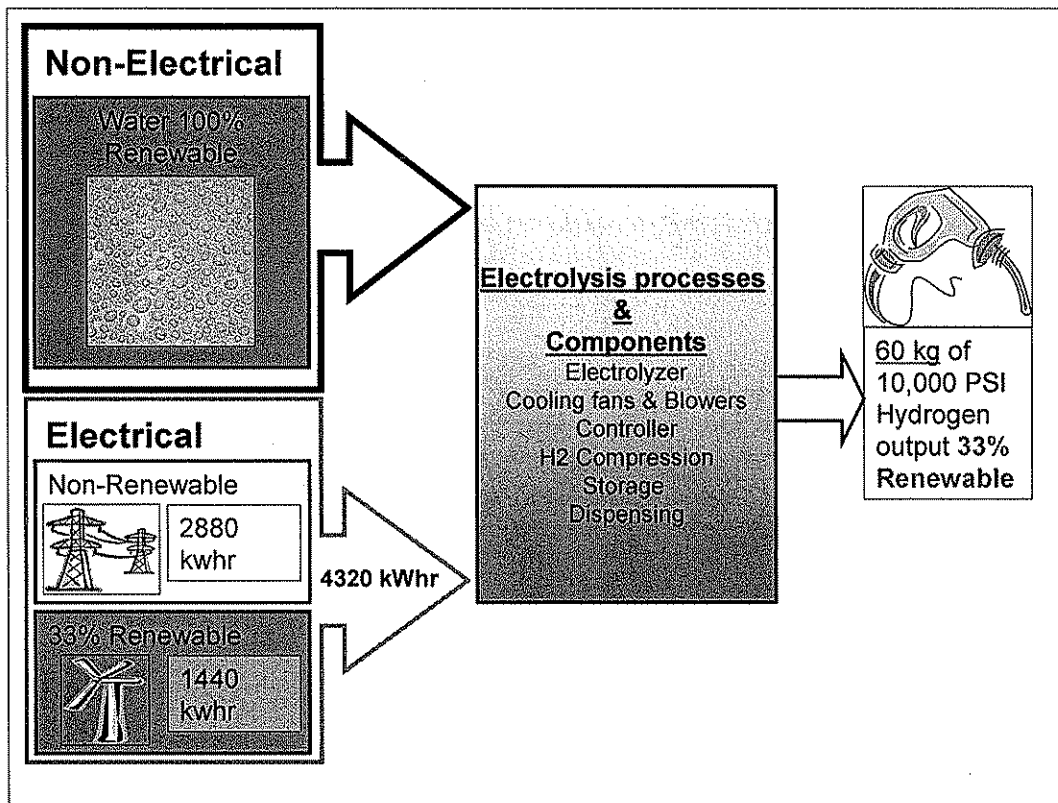 Non-Electrical
Water 100%
Renewable
Electrical
Non-Renewable
2880
kwhr
33% Renewable
1440
kwhr
4320 kWhr
Electrolysis processes
&
Components
Electrolyzer
Cooling fans & Blowers
Controller
H2 Compression
Storage
Dispensing
60 kg of
10,000 PSI
Hydrogen
output 33%
Renewable